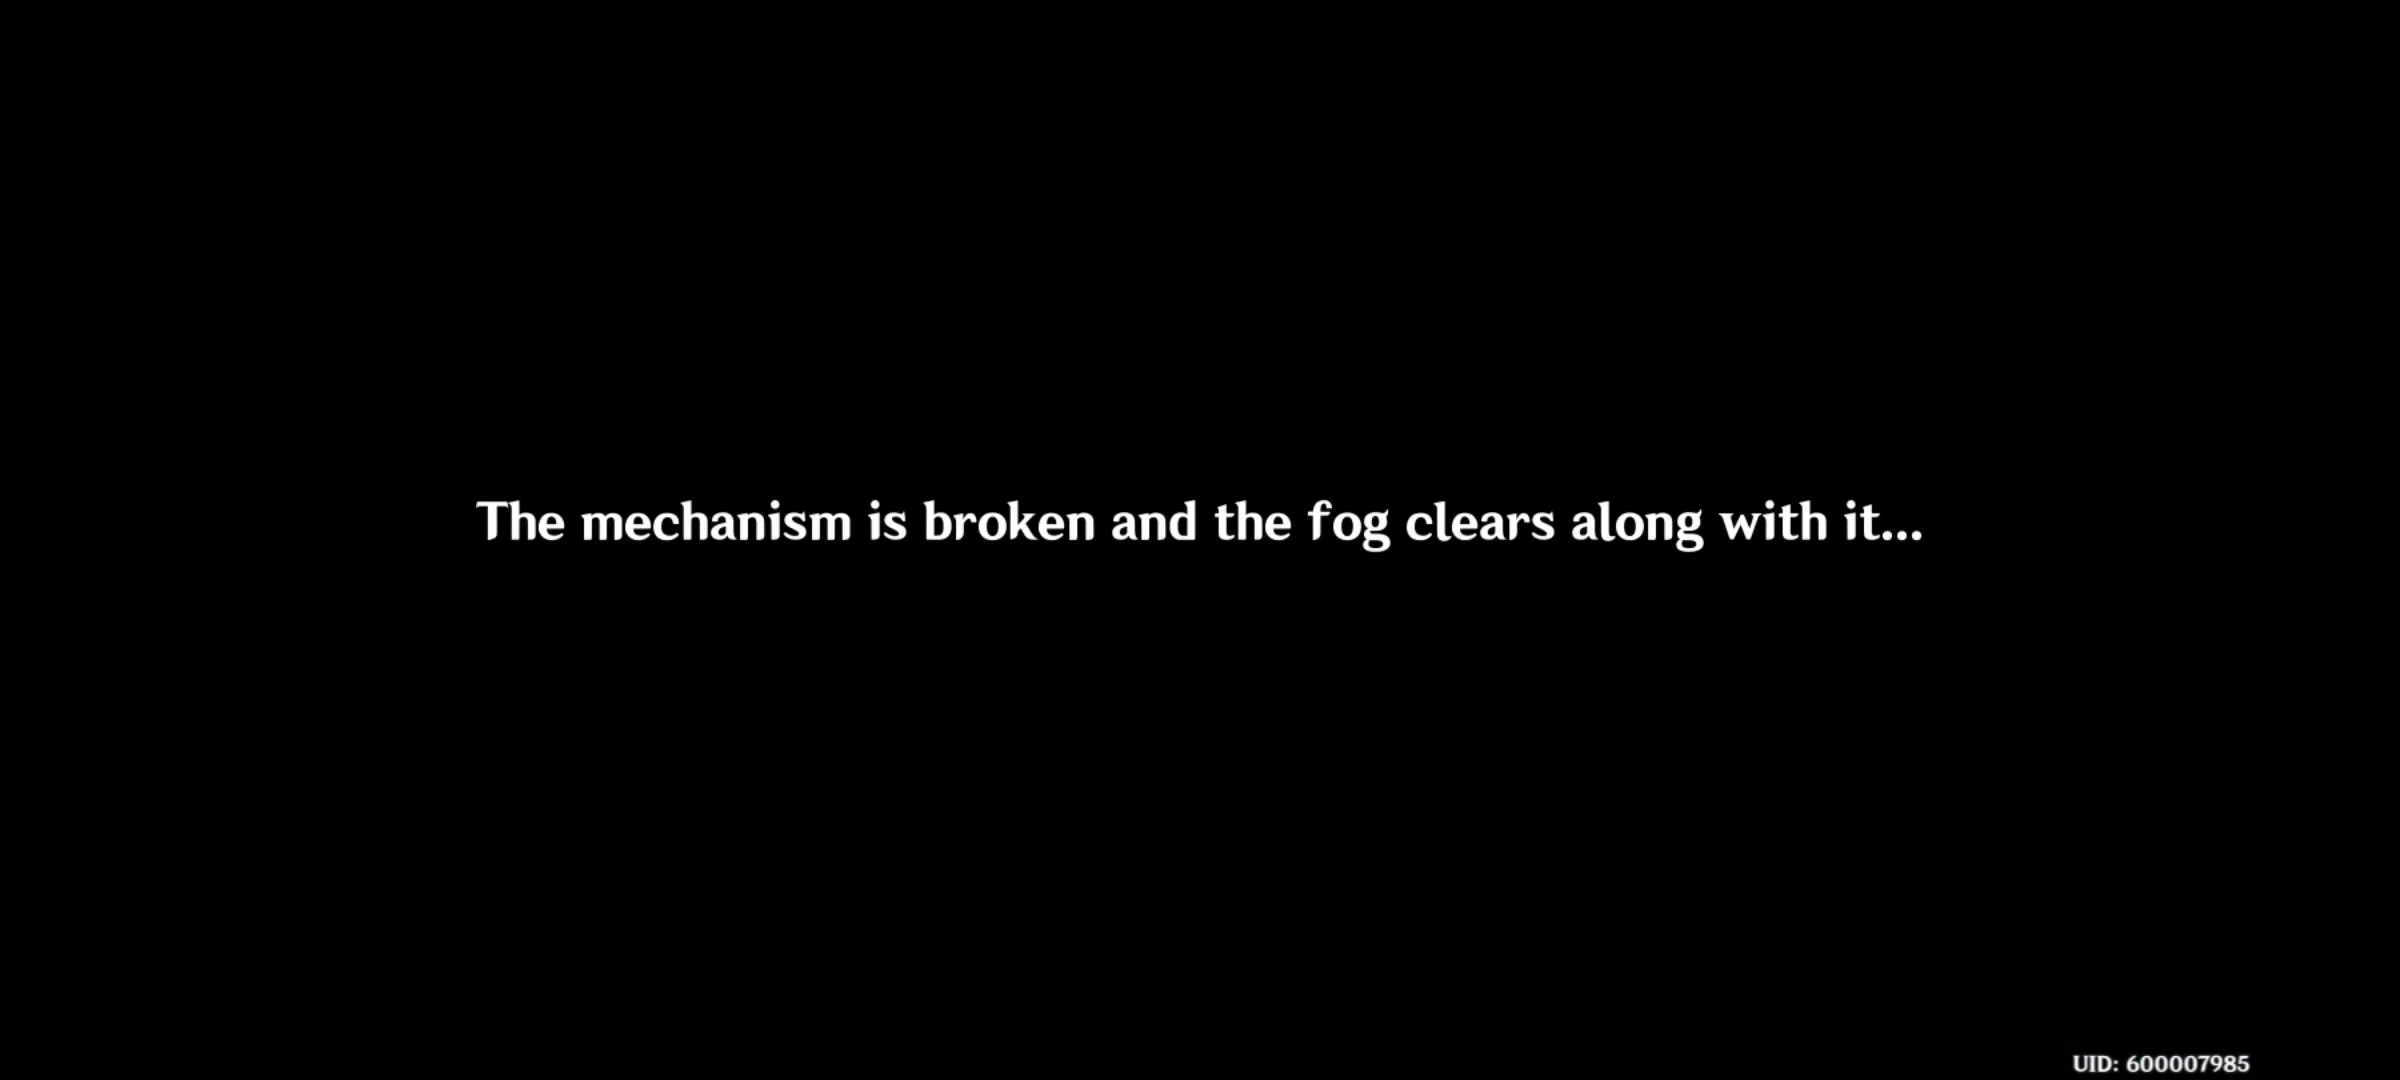 The mechanism is broken and the fog clears along with it...
UID: 600007985